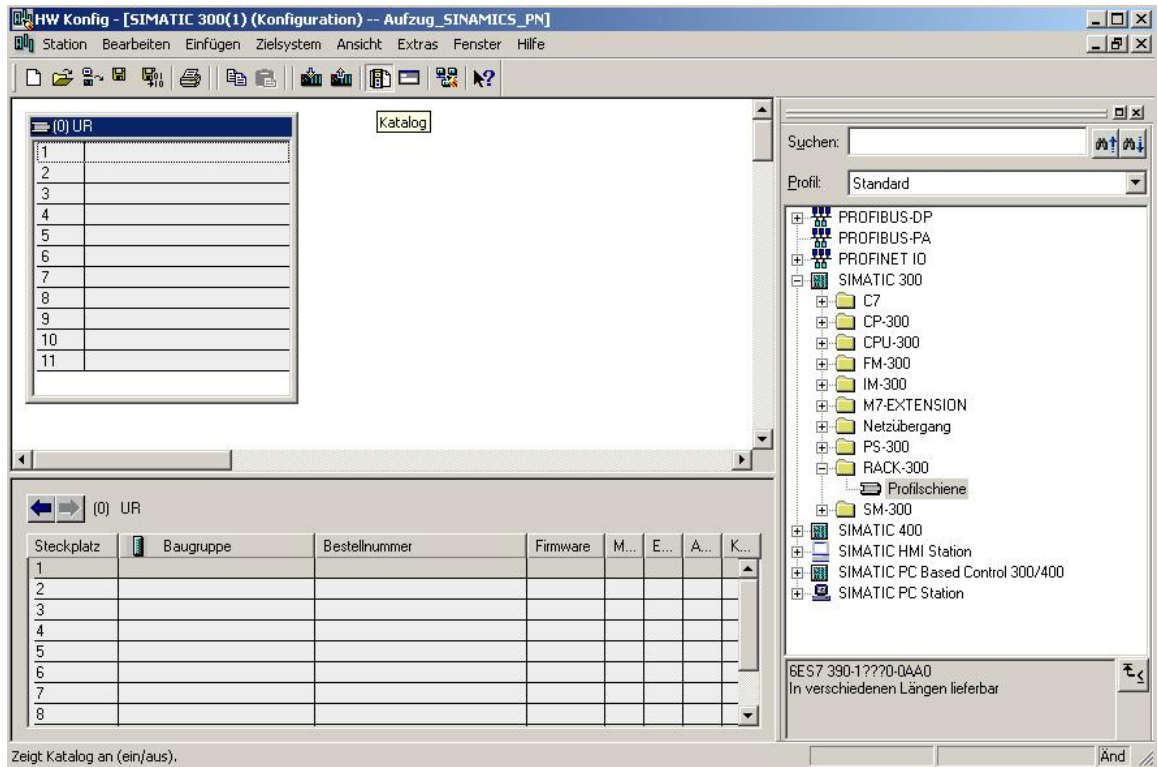 HW Konfig - [SIMATIC 300(1) (Konfiguration) -- Aufzug_SINAMICS_PN]
Station Bearbeiten Einfügen Zielsystem Ansicht Extras Fenster Hilfe
Katalog
(0) UR
1
2
3
4
5
6
7
8
9
10
11
Suchen:
Profil: Standard
PROFIBUS-DP
PROFIBUS-PA
PROFINET IO
SIMATIC 300
C7
CP-300
CPU-300
FM-300
IM-300
M7-EXTENSION
Netzübergang
PS-300
RACK-300
Profilschiene
SM-300
SIMATIC 400
SIMATIC HMI Station
SIMATIC PC Based Control 300/400
SIMATIC PC Station
6ES7 390-1???0-0AA0
In verschiedenen Längen lieferbar
(0) UR
Steckplatz Baugruppe Bestellnummer Firmware M... E... A... K...
1
2
3
4
5
6
7
8
Zeigt Katalog an (ein/aus).
Änd